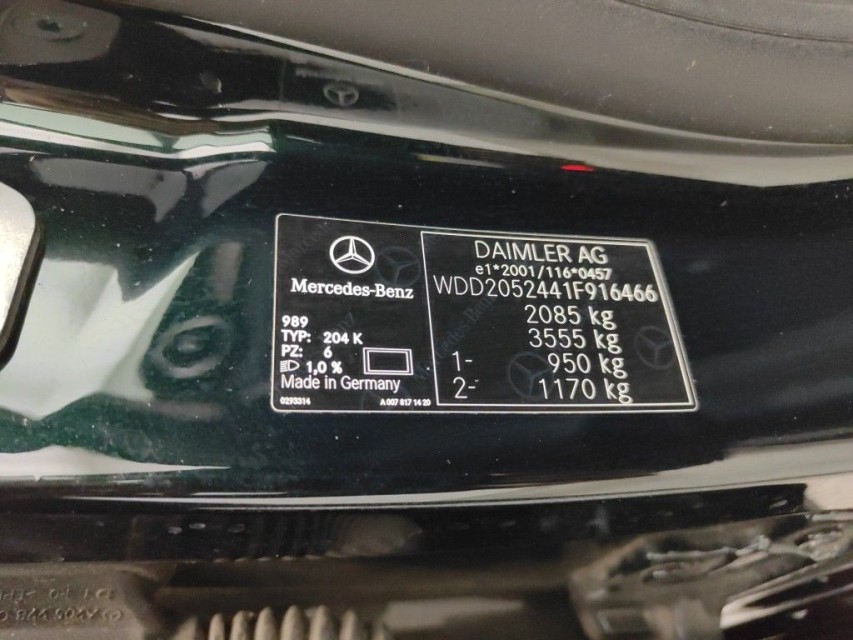 Mercedes-Benz
989
TYP: 204 K
PZ: 6
1,0 %
Made in Germany
0293314
A 007 817 14 20
DAIMLER AG
e1*2001/116*0457
WDD2052441F916466
2085 kg
3555 kg
1- 950 kg
2- 1170 kg